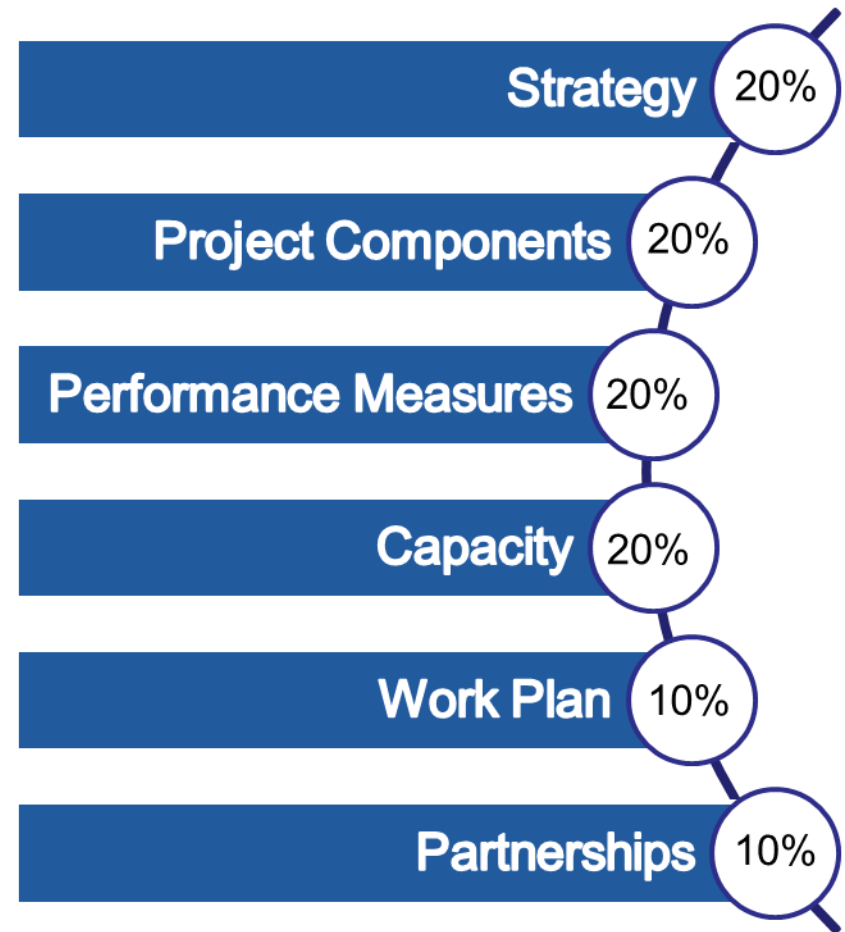 Strategy 20%
Project Components 20%
Performance Measures 20%
Capacity 20%
Work Plan 10%
Partnerships 10%